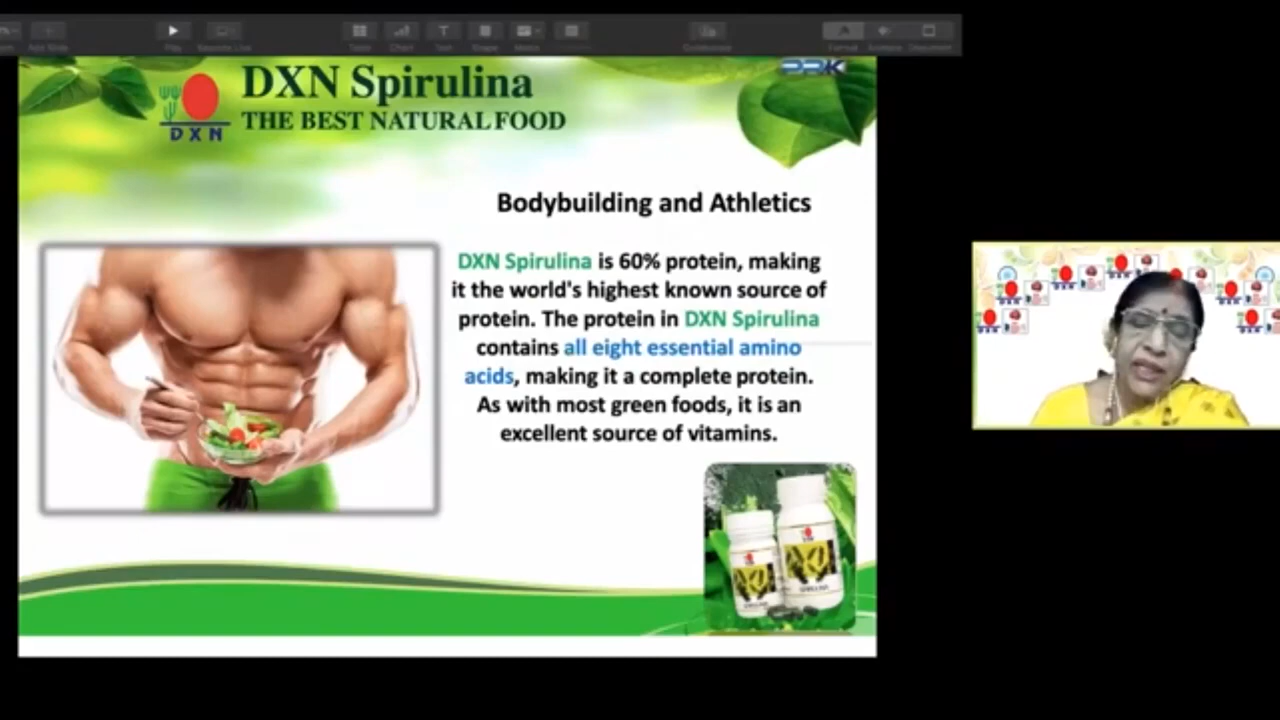 DXN Spirulina
THE BEST NATURAL FOOD
DXN
Bodybuilding and Athletics
DXN Spirulina is 60% protein, making
it the world's highest known source of
protein. The protein in DXN Spirulina
contains all eight essential amino
acids, making it a complete protein.
As with most green foods, it is an
excellent source of vitamins.